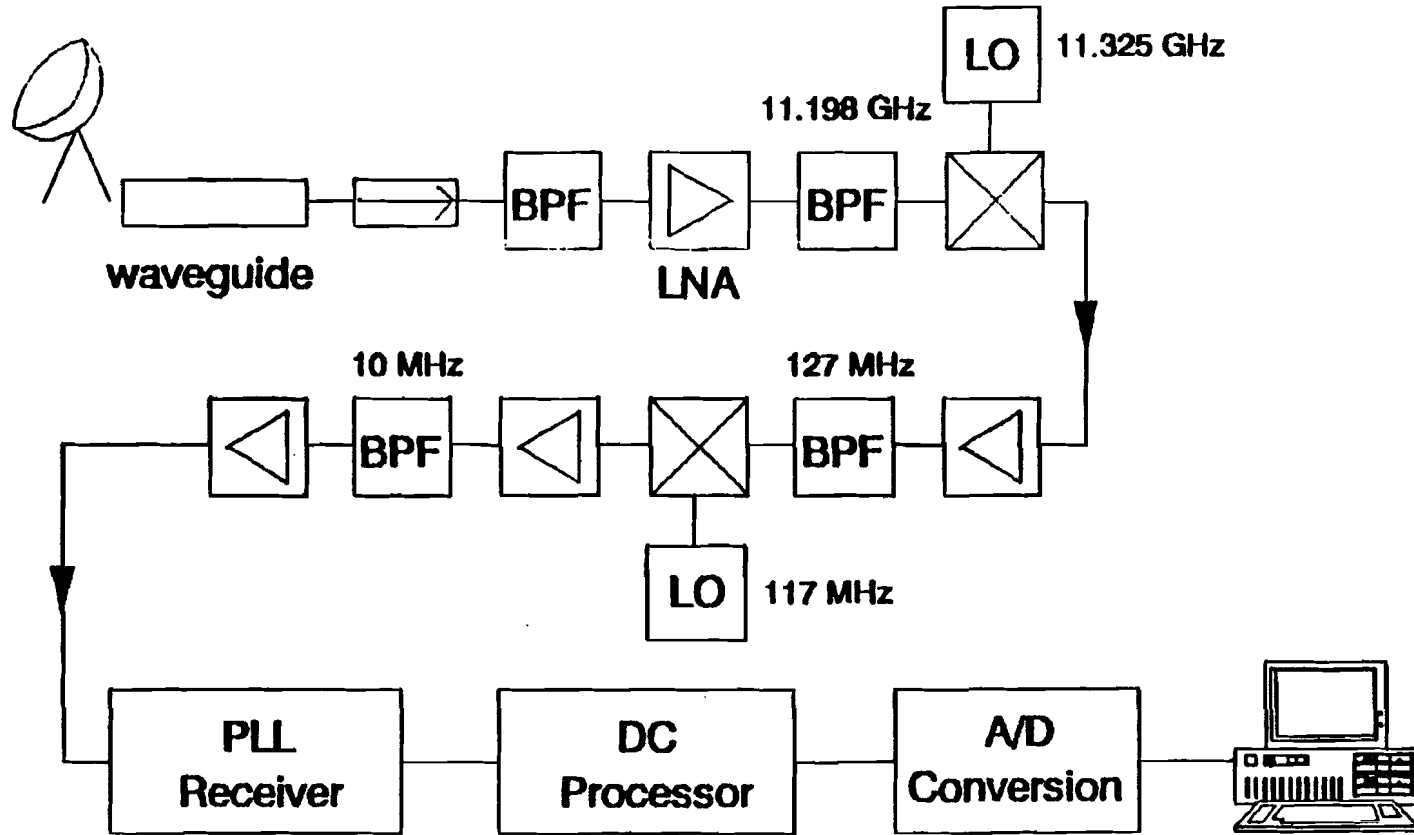 LO 11.325 GHz
11.198 GHz
BPF
LNA
BPF
waveguide
10 MHz
127 MHz
BPF
BPF
LO 117 MHz
PLL
Receiver
DC
Processor
A/D
Conversion